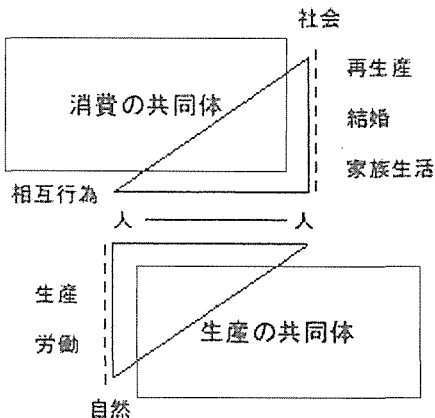 社会
再生産
消費の共同体
結婚
家族生活
相互行為
人 人
生産
労働
生産の共同体
自然